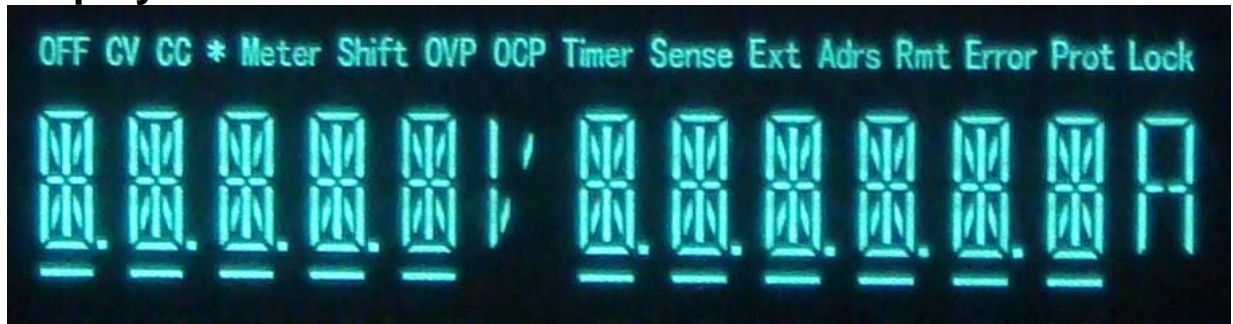 OFF CV CC * Meter Shift OVP OCP Timer Sense Ext Adrs Rmt Error Prot Lock
V A